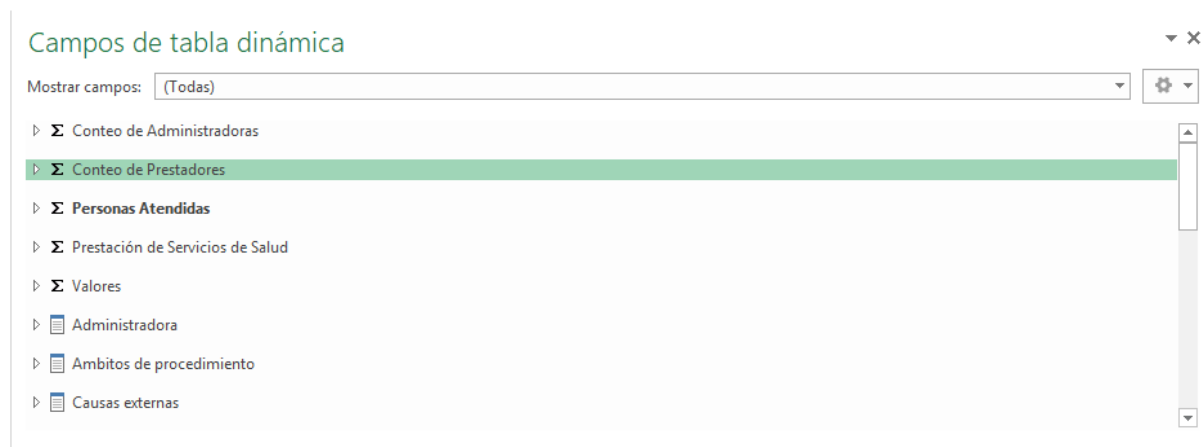 Campos de tabla dinámica
Mostrar campos: (Todas)
Σ Conteo de Administradoras
Σ Conteo de Prestadores
Σ Personas Atendidas
Σ Prestación de Servicios de Salud
Σ Valores
Administradora
Ambitos de procedimiento
Causas externas